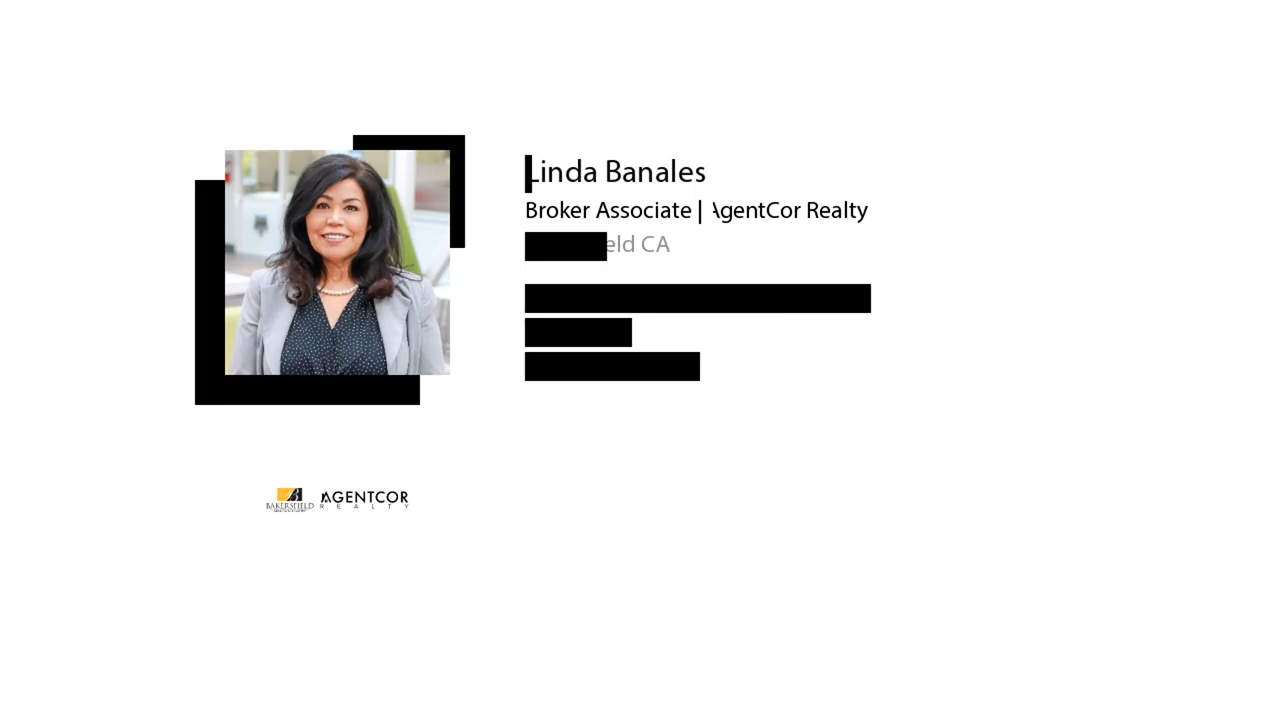 Linda Banales
Broker Associate | AgentCor Realty
eld CA
BAKERSFIELD
AGENTCOR
REALTY